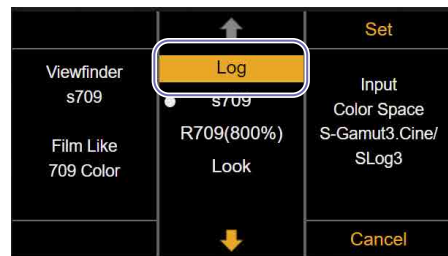 Set
Viewfinder
s709
Film Like
709 Color
Log
s709
R709(800%)
Look
Input
Color Space
S-Gamut3.Cine/
SLog3
Cancel